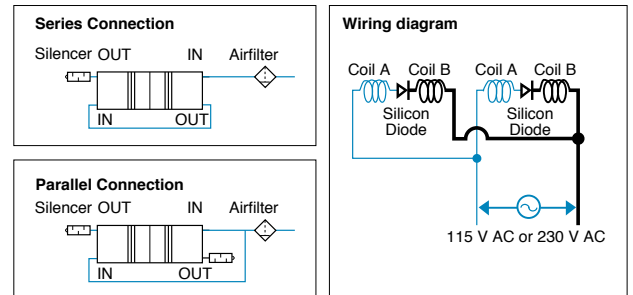 Series Connection
Silencer OUT IN Airfilter
IN OUT
Parallel Connection
Silencer OUT IN Airfilter
IN OUT
Wiring diagram
Coil A Coil B Coil A Coil B
Silicon Silicon
Diode Diode
115 V AC or 230 V AC